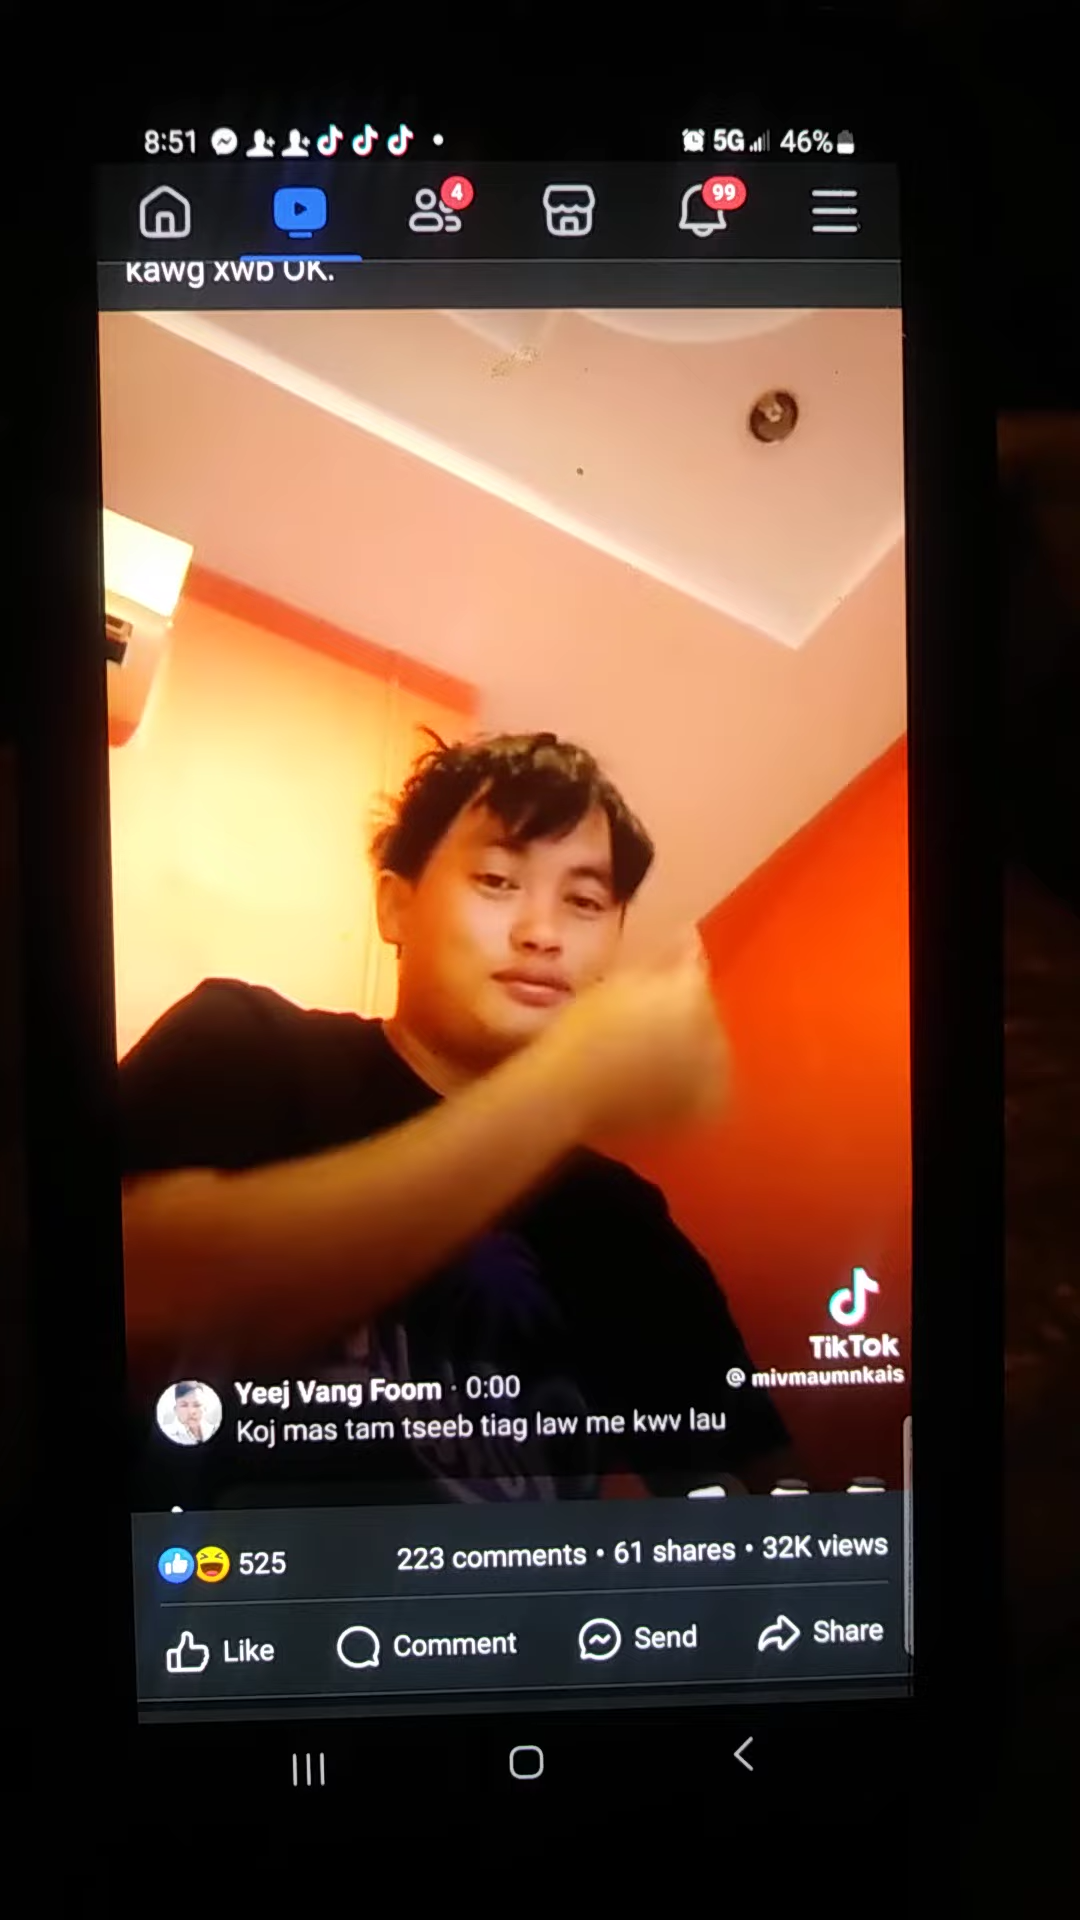 8:51
5G 46%
4
99
kawg xwb OK.
TikTok
@ mivmaumnkais
Yeej Vang Foom · 0:00
Koj mas tam tseeb tiag law me kwv lau
525
223 comments • 61 shares • 32K views
Like
Comment
Send
Share